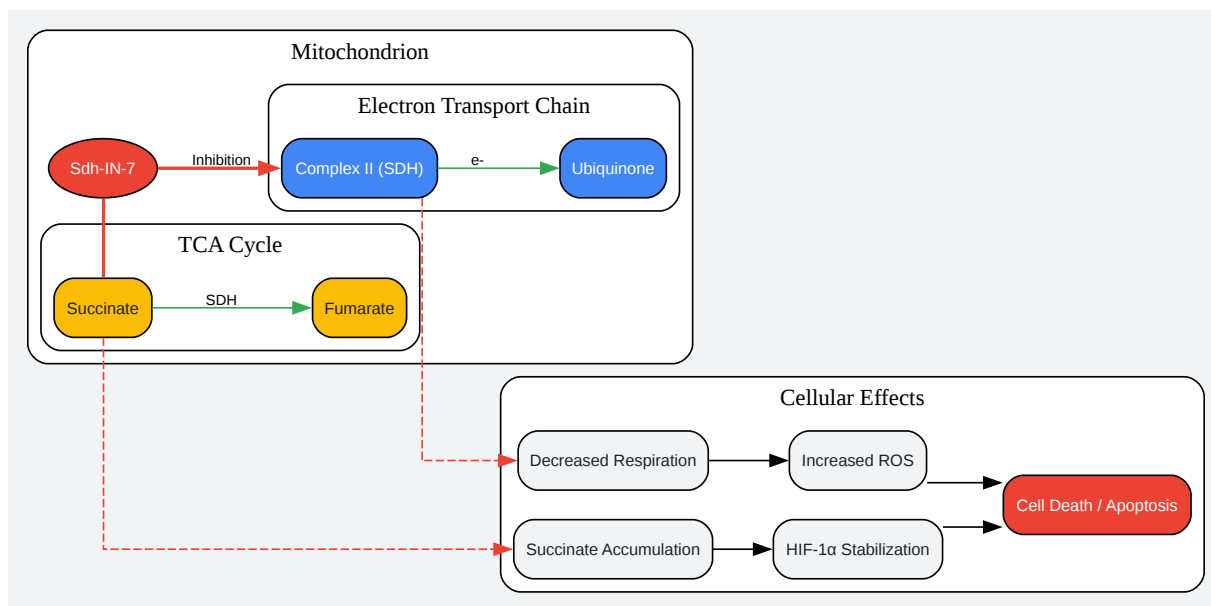 Mitochondrion
Electron Transport Chain
Sdh-IN-7
Inhibition
Complex II (SDH)
e-
Ubiquinone
TCA Cycle
Succinate
SDH
Fumarate
Cellular Effects
Decreased Respiration
Increased ROS
Cell Death / Apoptosis
Succinate Accumulation
HIF-1α Stabilization